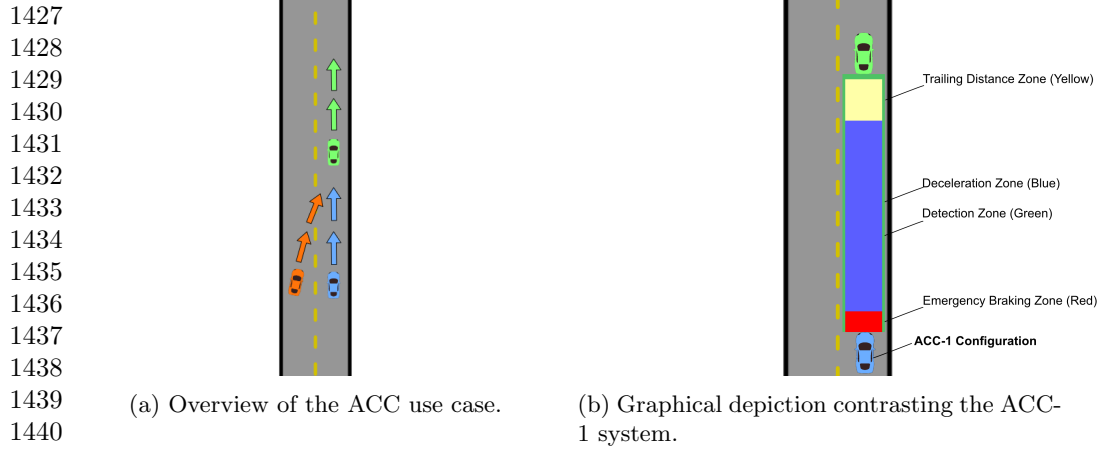 1427
1428
1429
1430
1431
1432
1433
1434
1435
1436
1437
1438
1439
1440
Trailing Distance Zone (Yellow)
Deceleration Zone (Blue)
Detection Zone (Green)
Emergency Braking Zone (Red)
ACC-1 Configuration
(a) Overview of the ACC use case.
(b) Graphical depiction contrasting the ACC-
1 system.